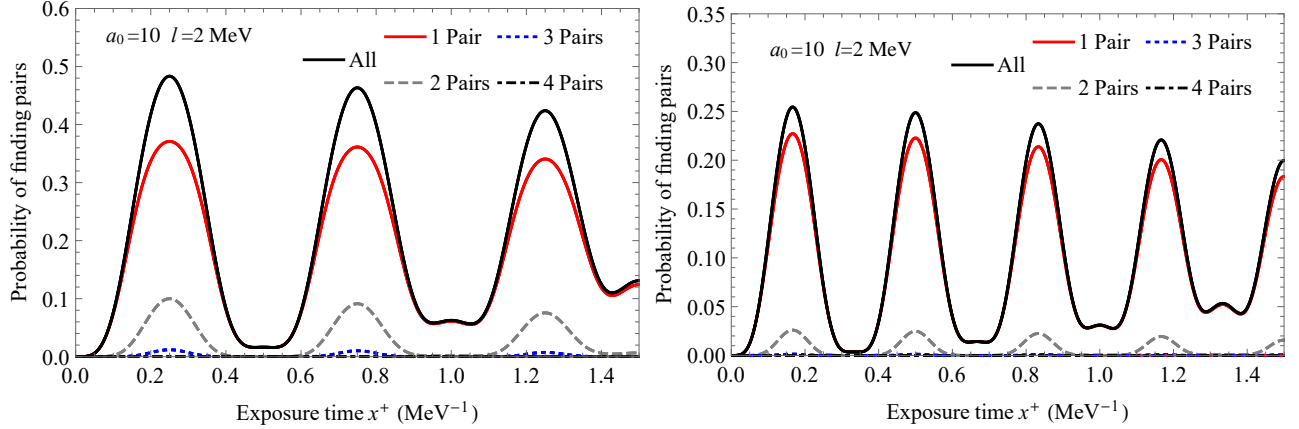 a₀=10 l=2 MeV
1 Pair
3 Pairs
All
2 Pairs
4 Pairs
Probability of finding pairs
0.6
0.5
0.4
0.3
0.2
0.1
0.0
0.0 0.2 0.4 0.6 0.8 1.0 1.2 1.4
Exposure time x⁺ (MeV⁻¹)
a₀=10 l=2 MeV
1 Pair
3 Pairs
All
2 Pairs
4 Pairs
Probability of finding pairs
0.35
0.30
0.25
0.20
0.15
0.10
0.05
0.00
0.0 0.2 0.4 0.6 0.8 1.0 1.2 1.4
Exposure time x⁺ (MeV⁻¹)